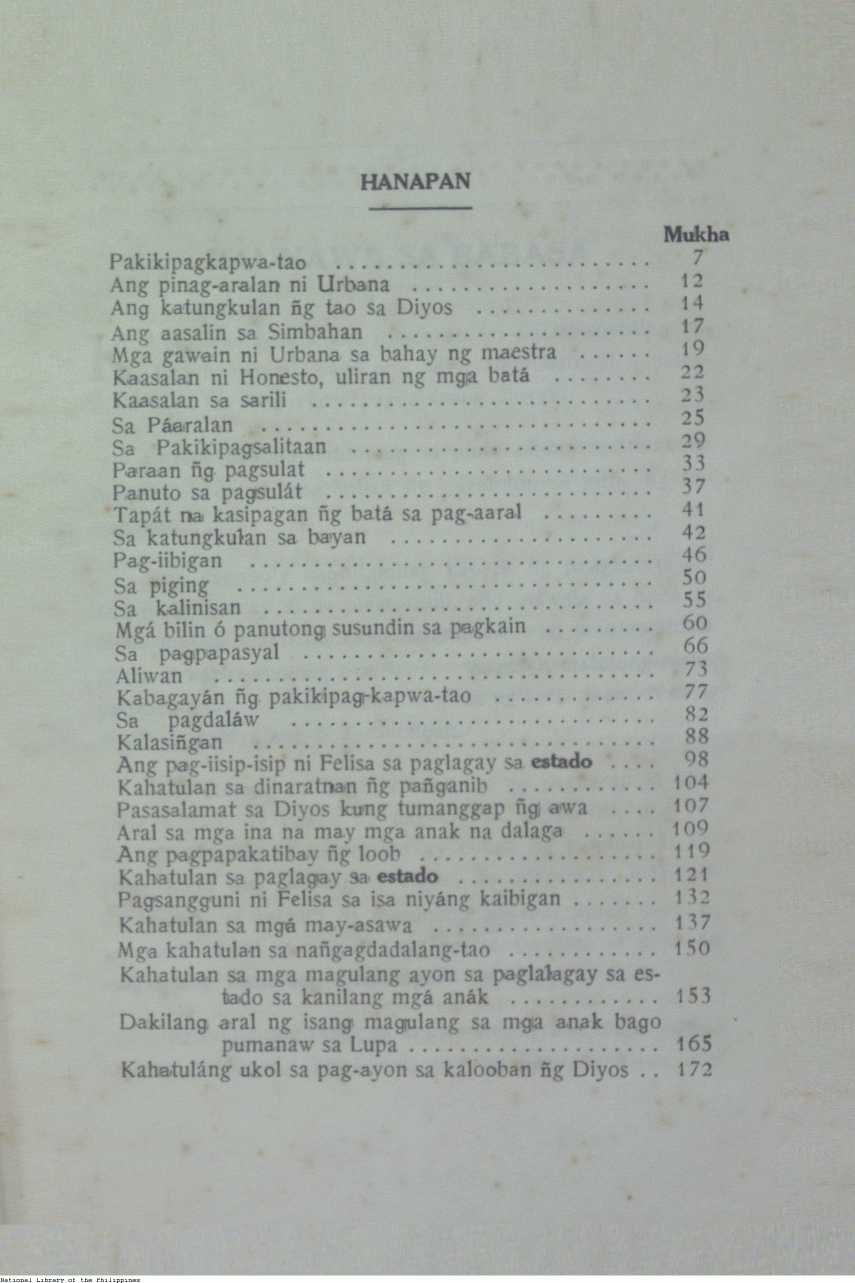 HANAPAN
Mukha
Pakikipagkapwa-tao ......................... 7
Ang pinag-aralan ni Urbana ................... 12
Ang katungkulan ñg tao sa Diyos .............. 14
Ang aasalin sa Simbahan ..................... 17
Mga gawain ni Urbana sa bahay ng maestra ...... 19
Kaasalan ni Honesto, uliran ng mga batá ........ 22
Kaasalan sa sarili ........................... 23
Sa Páaralan ............................... 25
Sa Pakikipagsalitaan ........................ 29
Paraan ñg pagsulat .......................... 33
Panuto sa pagsulát .......................... 37
Tapát na kasipagan ñg batá sa pag-aaral ......... 41
Sa katungkulan sa bayan ..................... 42
Pag-iibigan ................................ 46
Sa piging ................................. 50
Sa kalinisan ............................... 55
Mgá bilin ó panutong susundin sa pagkain ......... 60
Sa pagpapasyal ............................ 66
Aliwan ................................... 73
Kabagayán ñg pakikipag-kapwa-tao ............. 77
Sa pagdaláw ............................. 82
Kalasiñgan ................................ 88
Ang pag-iisip-isip ni Felisa sa paglagay sa estado .... 98
Kahatulan sa dinaratnan ñg pañganib ............ 104
Pasasalamat sa Diyos kung tumanggap ñg awa .... 107
Aral sa mga ina na may mga anak na dalaga ...... 109
Ang pagpapakatibay ñg loob ................... 119
Kahatulan sa paglagay sa estado ................ 121
Pagsangguni ni Felisa sa isa niyáng kaibigan ....... 132
Kahatulan sa mgá may-asawa .................. 137
Mga kahatulan sa nañgagdadalang-tao ............ 150
Kahatulan sa mga magulang ayon sa paglalagay sa es-
tado sa kanilang mgá anák ............ 153
Dakilang aral ng isang magulang sa mga anak bago
pumanaw sa Lupa .................... 165
Kahatuláng ukol sa pag-ayon sa kalooban ñg Diyos .. 172
National Library of the Philippines